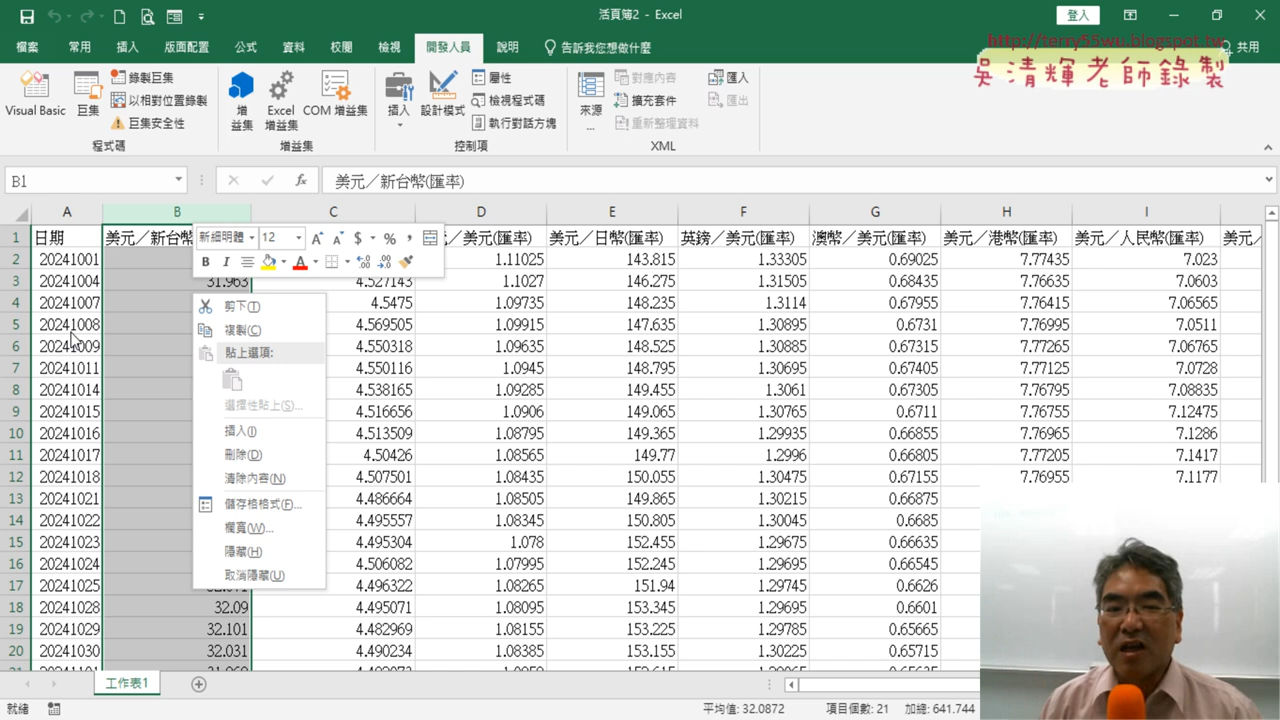 活頁簿2 - Excel
登入
檔案 常用 插入 版面配置 公式 資料 校閱 檢視 開發人員 說明 告訴我您想做什麼 共用
http://terry55wu.blogspot.tw
吳清輝老師錄製
Visual Basic 巨集 錄製巨集 以相對位置錄製 巨集安全性 程式碼
增益集 Excel 增益集 COM 增益集 增益集
插入 設計模式 屬性 檢視程式碼 執行對話方塊 控制項
來源... 對應內容 擴充套件 重新整理資料 匯入 匯出 XML
B1 fx 美元／新台幣(匯率)
A B C D E F G H I
1 日期 美元／新台幣 美元(匯率) 美元／日幣(匯率) 英鎊／美元(匯率) 澳幣／美元(匯率) 美元／港幣(匯率) 美元／人民幣(匯率) 美元／
2 20241001 1.11025 143.815 1.33305 0.69025 7.77435 7.023
3 20241004 31.963 4.527143 1.1027 146.275 1.31505 0.68435 7.76635 7.0603
4 20241007 4.5475 1.09735 148.235 1.3114 0.67955 7.76415 7.06565
5 20241008 4.569505 1.09915 147.635 1.30895 0.6731 7.76995 7.0511
6 20241009 4.550318 1.09635 148.525 1.30885 0.67315 7.77265 7.06765
7 20241011 4.550116 1.0945 148.795 1.30695 0.67405 7.77125 7.0728
8 20241014 4.538165 1.09285 149.455 1.3061 0.67305 7.76795 7.08835
9 20241015 4.516656 1.0906 149.065 1.30765 0.6711 7.76755 7.12475
10 20241016 4.513509 1.08795 149.365 1.29935 0.66855 7.76965 7.1286
11 20241017 4.50426 1.08565 149.77 1.2996 0.66805 7.77205 7.1417
12 20241018 4.507501 1.08435 150.055 1.30475 0.67155 7.76955 7.1177
13 20241021 4.486664 1.08505 149.865 1.30215 0.66875
14 20241022 4.495557 1.08345 150.805 1.30045 0.6685
15 20241023 4.495304 1.078 152.455 1.29675 0.66635
16 20241024 4.506082 1.07995 152.245 1.29695 0.66545
17 20241025 4.496322 1.08265 151.94 1.29745 0.6626
18 20241028 32.09 4.495071 1.08095 153.345 1.29695 0.6601
19 20241029 32.101 4.482969 1.08155 153.225 1.29785 0.65665
20 20241030 32.031 4.490234 1.08385 153.155 1.30025 0.65715
新細明體 12 A A $ % ,
B I A
剪下(T)
複製(C)
貼上選項:
選擇性貼上(S)...
插入(I)
刪除(D)
清除內容(N)
儲存格格式(F)...
欄寬(W)...
隱藏(H)
取消隱藏(U)
工作表1
就緒 平均值: 32.0872 項目個數: 21 加總: 641.744